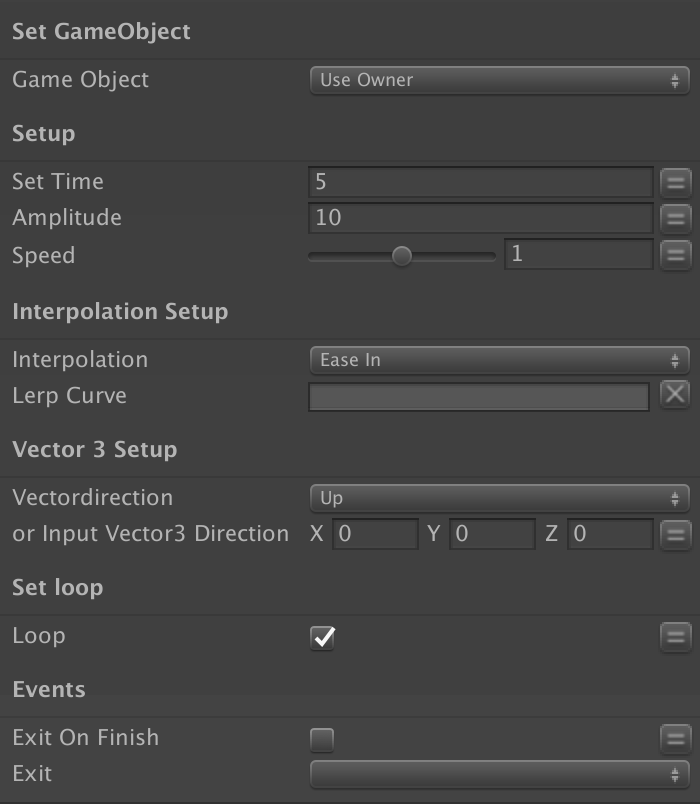 Set GameObject
Game Object Use Owner
Setup
Set Time 5
Amplitude 10
Speed 1
Interpolation Setup
Interpolation Ease In
Lerp Curve
Vector 3 Setup
Vectordirection Up
or Input Vector3 Direction X 0 Y 0 Z 0
Set loop
Loop
Events
Exit On Finish
Exit